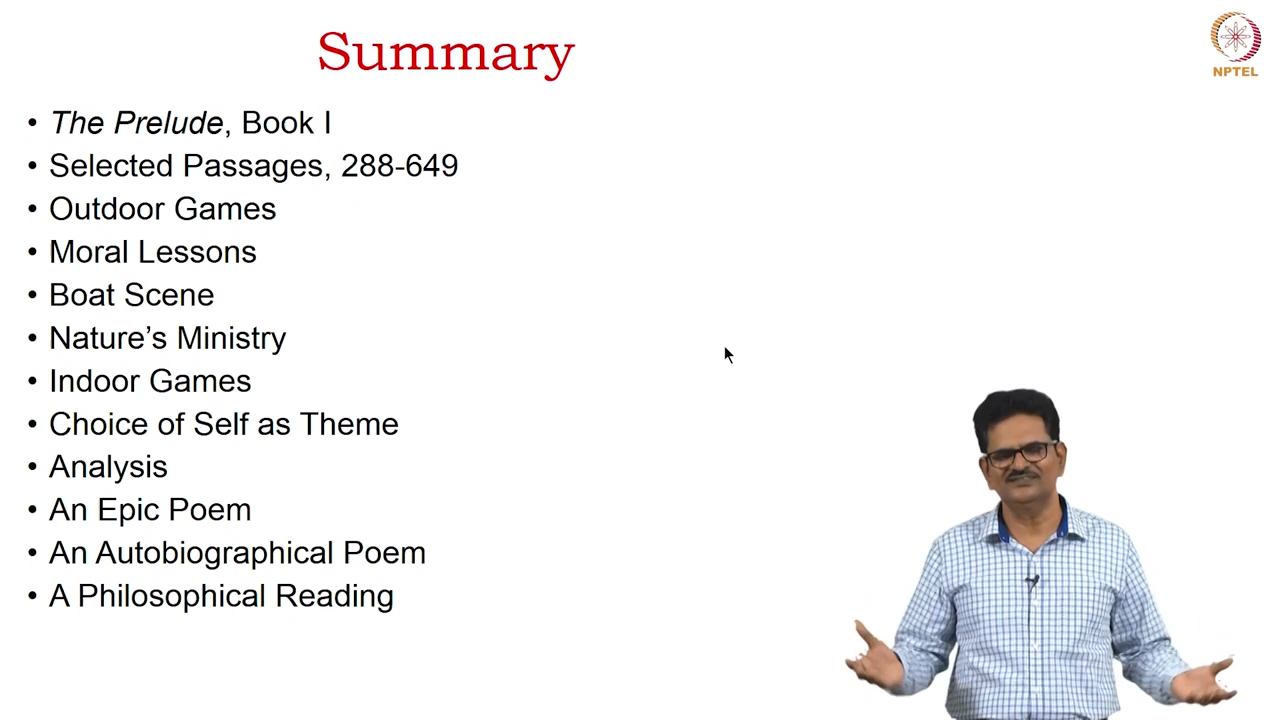 Summary
NPTEL
• The Prelude, Book I
• Selected Passages, 288-649
• Outdoor Games
• Moral Lessons
• Boat Scene
• Nature’s Ministry
• Indoor Games
• Choice of Self as Theme
• Analysis
• An Epic Poem
• An Autobiographical Poem
• A Philosophical Reading